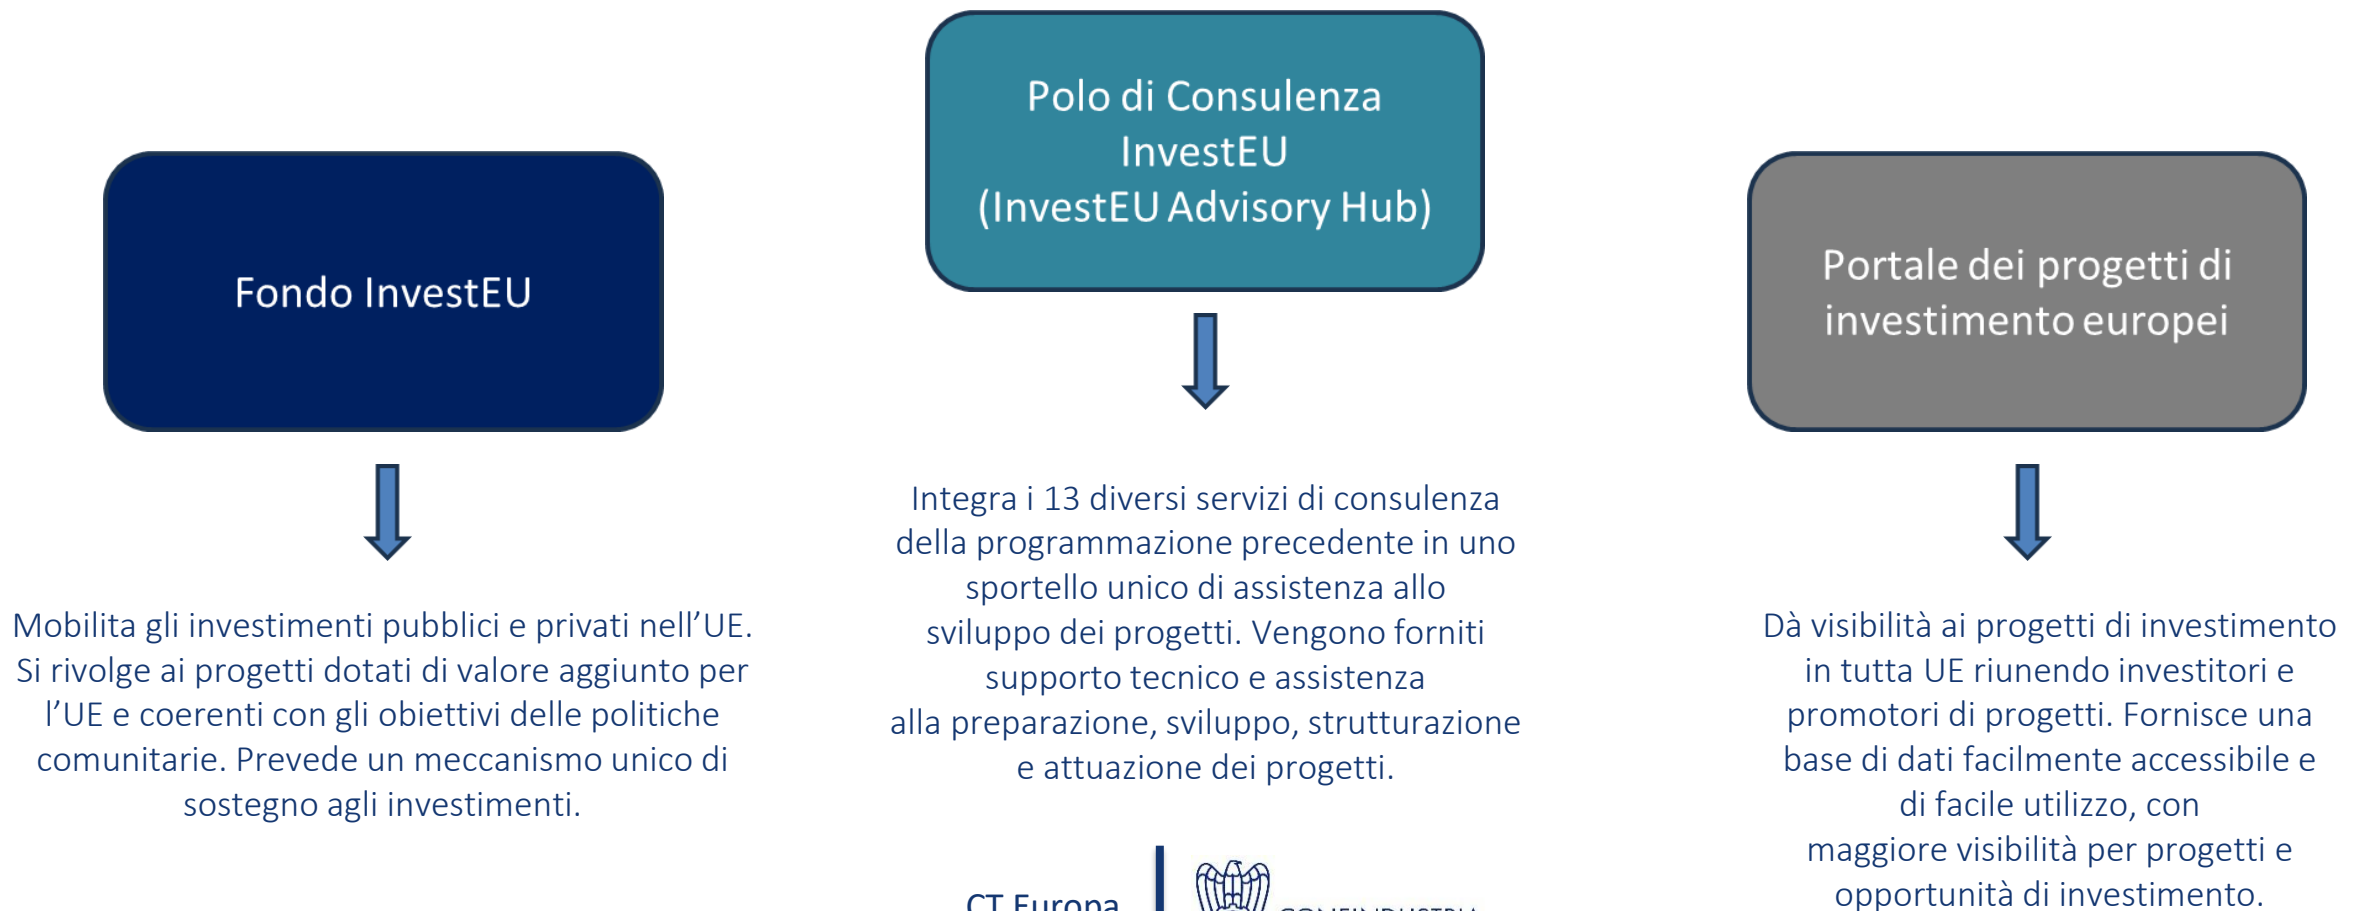 Fondo InvestEU
Mobilita gli investimenti pubblici e privati nell’UE.
Si rivolge ai progetti dotati di valore aggiunto per
l’UE e coerenti con gli obiettivi delle politiche
comunitarie. Prevede un meccanismo unico di
sostegno agli investimenti.
Polo di Consulenza
InvestEU
(InvestEU Advisory Hub)
Integra i 13 diversi servizi di consulenza
della programmazione precedente in uno
sportello unico di assistenza allo
sviluppo dei progetti. Vengono forniti
supporto tecnico e assistenza
alla preparazione, sviluppo, strutturazione
e attuazione dei progetti.
Portale dei progetti di
investimento europei
Dà visibilità ai progetti di investimento
in tutta UE riunendo investitori e
promotori di progetti. Fornisce una
base di dati facilmente accessibile e
di facile utilizzo, con
maggiore visibilità per progetti e
opportunità di investimento.
CT Europa
CONFINDUSTRIA